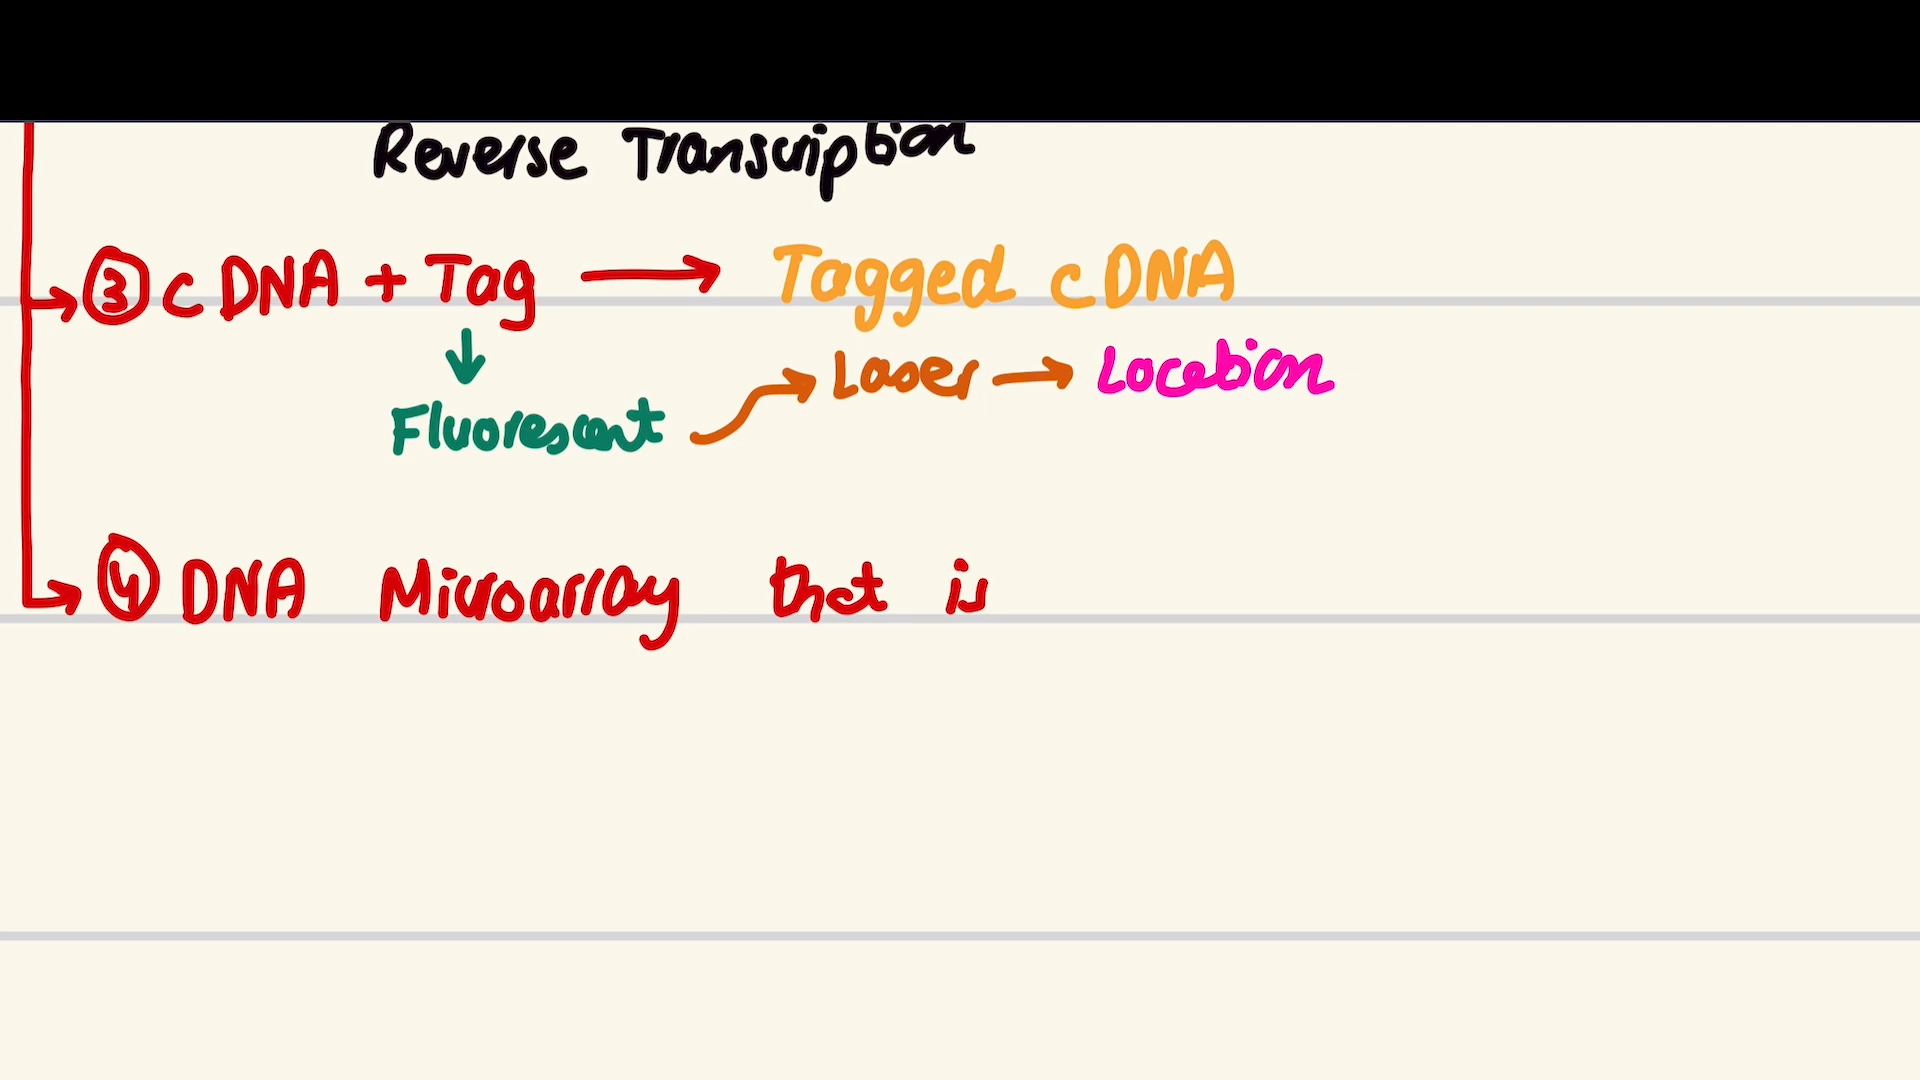 Reverse Transcription
③ cDNA + Tag → Tagged cDNA
↓
Fluorescent → Laser → Location
④ DNA Microarray that is